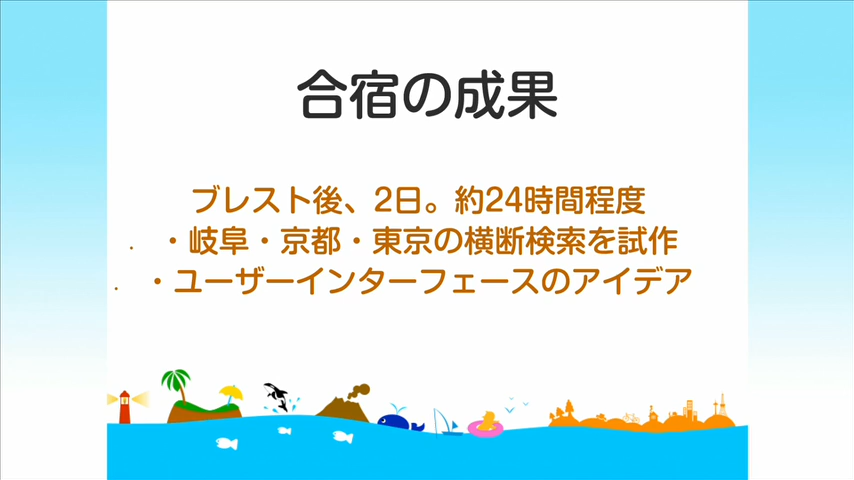 合宿の成果
ブレスト後、2日。約24時間程度
・岐阜・京都・東京の横断検索を試作
・ユーザーインターフェースのアイデア